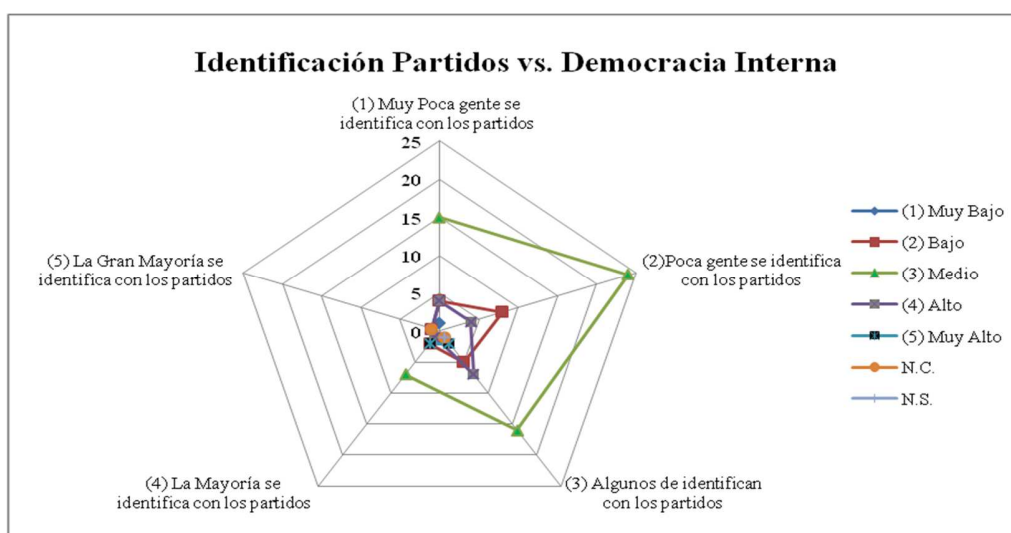 Identificación Partidos vs. Democracia Interna
(1) Muy Poca gente se
identifica con los partidos
25
20
15
10
5
0
(2)Poca gente se identifica
con los partidos
(3) Algunos de identifican
con los partidos
(4) La Mayoría se
identifica con los partidos
(5) La Gran Mayoría se
identifica con los partidos
(1) Muy Bajo
(2) Bajo
(3) Medio
(4) Alto
(5) Muy Alto
N.C.
N.S.